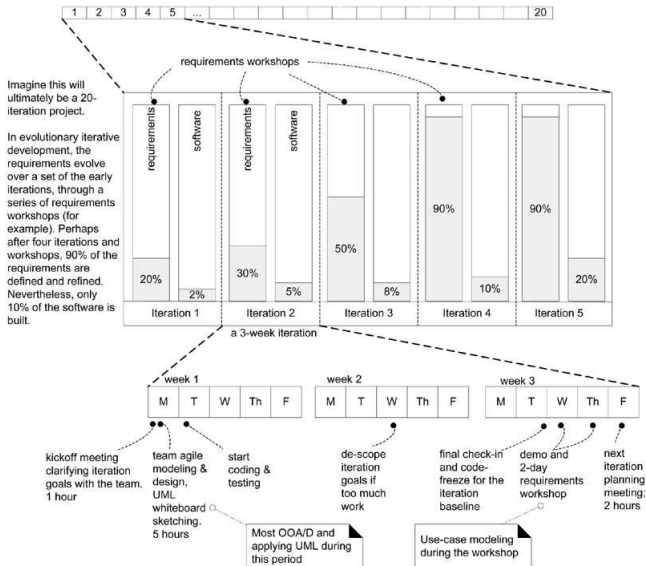 1 2 3 4 5 ... 20
requirements workshops
Imagine this will
ultimately be a 20-
iteration project.
In evolutionary iterative
development, the
requirements evolve
over a set of the early
iterations, through a
series of requirements
workshops (for
example). Perhaps
after four iterations and
workshops, 90% of the
requirements are
defined and refined.
Nevertheless, only
10% of the software is
built.
requirements
software
requirements
software
20%
2%
30%
5%
50%
8%
90%
10%
90%
20%
Iteration 1
Iteration 2
Iteration 3
Iteration 4
Iteration 5
a 3-week iteration
week 1
M T W Th F
week 2
M T W Th F
week 3
M T W Th F
kickoff meeting
clarifying iteration
goals with the team.
1 hour
team agile
modeling &
design,
UML
whiteboard
sketching.
5 hours
start
coding &
testing
de-scope
iteration
goals if
too much
work
final check-in
and code-
freeze for the
iteration
baseline
demo and
2-day
requirements
workshop
next
iteration
planning
meeting;
2 hours
Most OOA/D and
applying UML during
this period
Use-case modeling
during the workshop